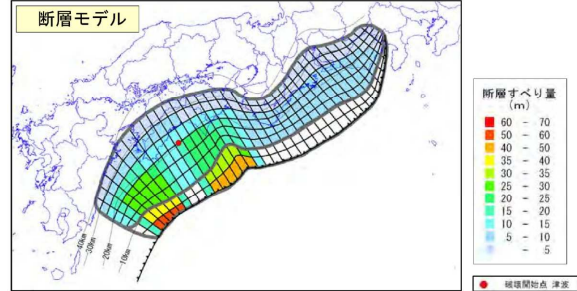 断層モデル
40km
30km
20km
10km
断層すべり量
（m）
60 - 70
50 - 60
40 - 50
35 - 40
30 - 35
25 - 30
20 - 25
15 - 20
10 - 15
5 - 10
- 5
破壊開始点 津波